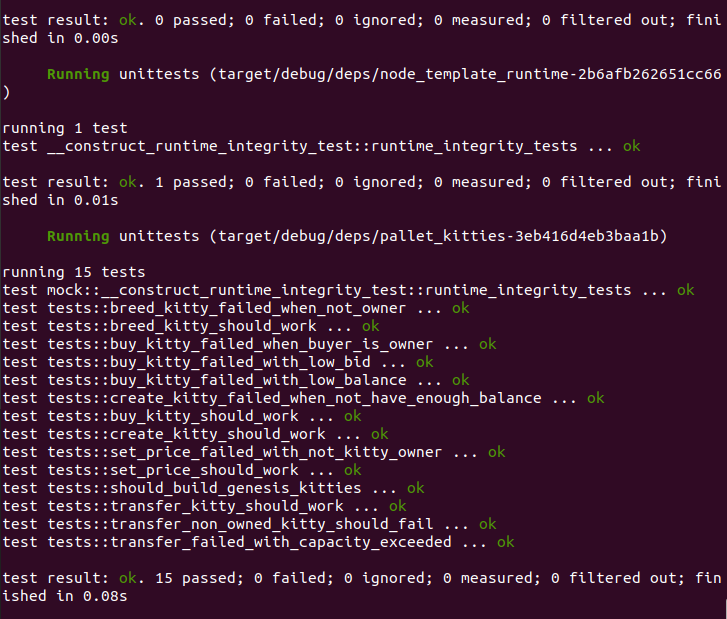 test result: ok. 0 passed; 0 failed; 0 ignored; 0 measured; 0 filtered out; fini
shed in 0.00s
Running unittests (target/debug/deps/node_template_runtime-2b6afb262651cc66
)
running 1 test
test __construct_runtime_integrity_test::runtime_integrity_tests ... ok
test result: ok. 1 passed; 0 failed; 0 ignored; 0 measured; 0 filtered out; fini
shed in 0.01s
Running unittests (target/debug/deps/pallet_kitties-3eb416d4eb3baa1b)
running 15 tests
test mock::__construct_runtime_integrity_test::runtime_integrity_tests ... ok
test tests::breed_kitty_failed_when_not_owner ... ok
test tests::breed_kitty_should_work ... ok
test tests::buy_kitty_failed_when_buyer_is_owner ... ok
test tests::buy_kitty_failed_with_low_bid ... ok
test tests::buy_kitty_failed_with_low_balance ... ok
test tests::create_kitty_failed_when_not_have_enough_balance ... ok
test tests::buy_kitty_should_work ... ok
test tests::create_kitty_should_work ... ok
test tests::set_price_failed_with_not_kitty_owner ... ok
test tests::set_price_should_work ... ok
test tests::should_build_genesis_kitties ... ok
test tests::transfer_kitty_should_work ... ok
test tests::transfer_non_owned_kitty_should_fail ... ok
test tests::transfer_failed_with_capacity_exceeded ... ok
test result: ok. 15 passed; 0 failed; 0 ignored; 0 measured; 0 filtered out; fin
ished in 0.08s